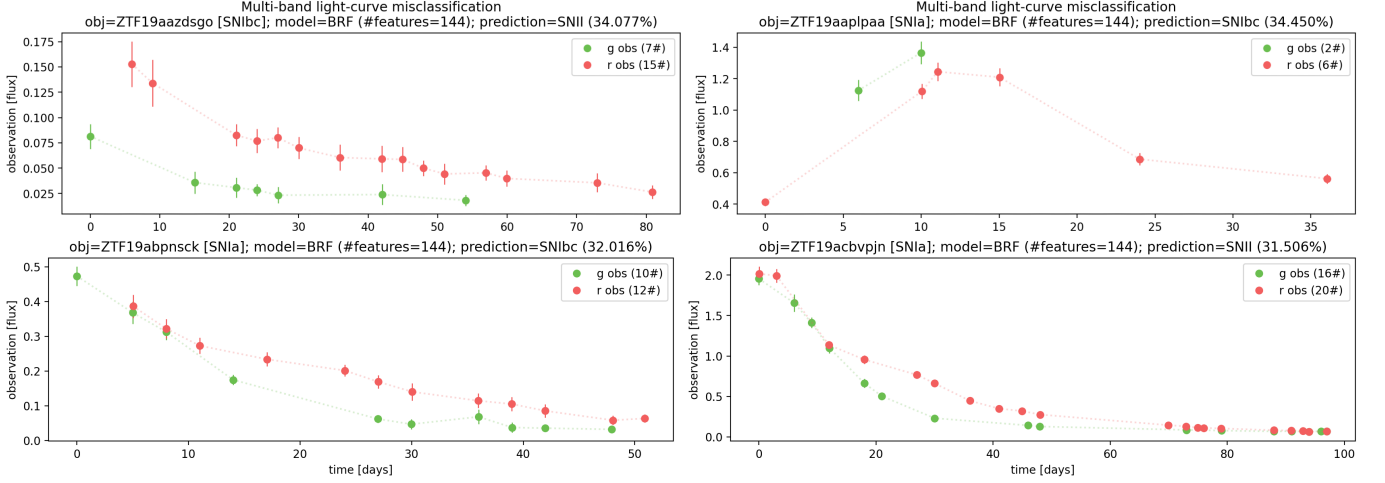 Multi-band light-curve misclassification
obj=ZTF19aazdsgo [SNIbc]; model=BRF (#features=144); prediction=SNII (34.077%)
g obs (7#)
r obs (15#)
observation [flux]
0.175
0.150
0.125
0.100
0.075
0.050
0.025
0 10 20 30 40 50 60 70 80
Multi-band light-curve misclassification
obj=ZTF19aaplpaa [SNIa]; model=BRF (#features=144); prediction=SNIbc (34.450%)
g obs (2#)
r obs (6#)
observation [flux]
1.4
1.2
1.0
0.8
0.6
0.4
0 5 10 15 20 25 30 35
obj=ZTF19abpnsck [SNIa]; model=BRF (#features=144); prediction=SNIbc (32.016%)
g obs (10#)
r obs (12#)
observation [flux]
0.5
0.4
0.3
0.2
0.1
0.0
0 10 20 30 40 50
time [days]
obj=ZTF19acbvpjn [SNIa]; model=BRF (#features=144); prediction=SNII (31.506%)
g obs (16#)
r obs (20#)
observation [flux]
2.0
1.5
1.0
0.5
0.0
0 20 40 60 80 100
time [days]